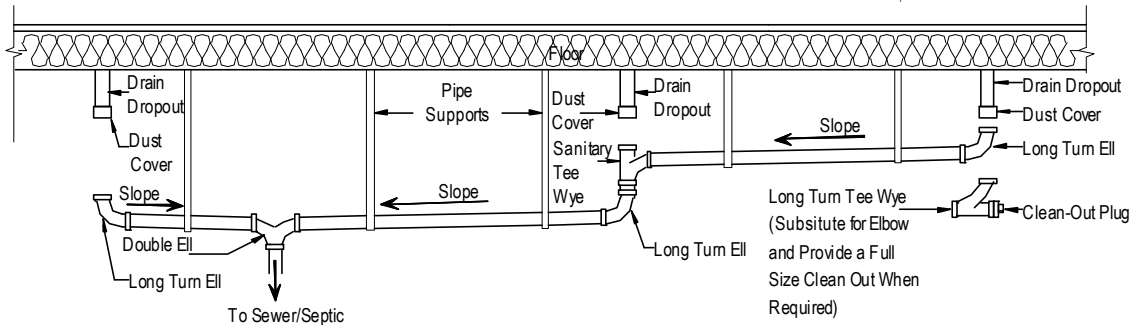 Floor
Drain
Dropout
Dust
Cover
Pipe
Supports
Dust
Cover
Sanitary
Tee
Wye
Drain
Dropout
Slope
Drain Dropout
Dust Cover
Long Turn Ell
Slope
Double Ell
Long Turn Ell
To Sewer/Septic
Slope
Long Turn Ell
Long Turn Tee Wye
(Subsitute for Elbow
and Provide a Full
Size Clean Out When
Required)
Clean-Out Plug